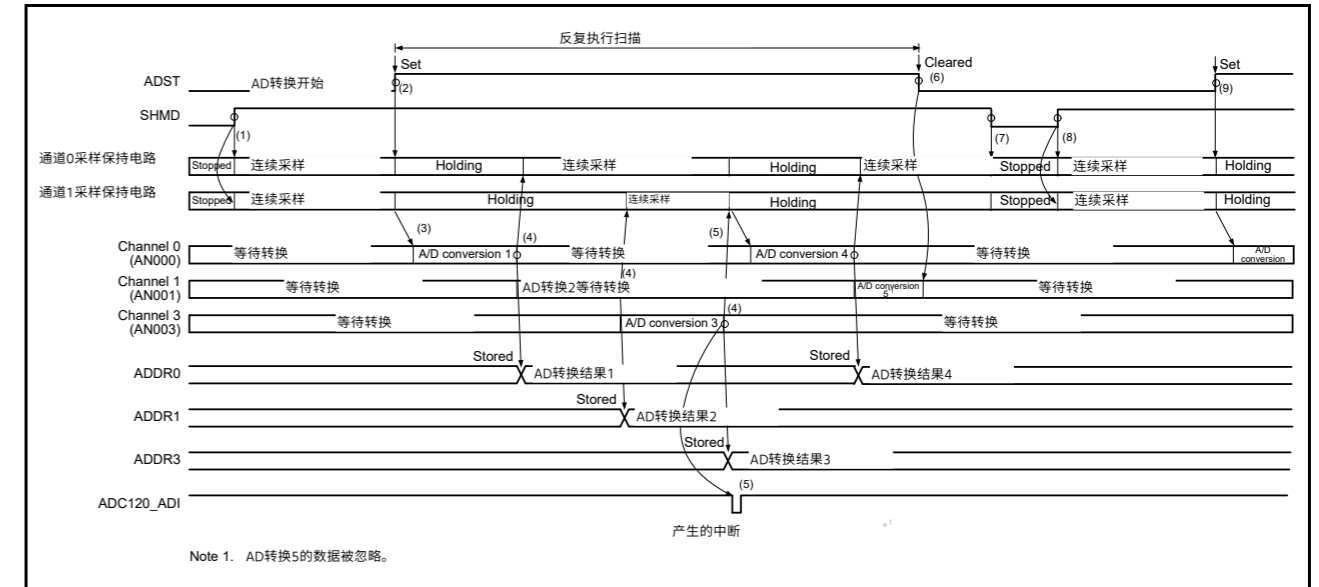 反复执行扫描
Set Cleared Set
ADST AD转换开始 (2) (6) (9)
SHMD
(1) (7) (8)
通道0采样保持电路 Stopped 连续采样 Holding 连续采样 Holding 连续采样 Stopped 连续采样 Holding
通道1采样保持电路 Stopped 连续采样 Holding 连续采样 Holding Stopped 连续采样 Holding
(3) (4) (5)
Channel 0 (AN000) 等待转换 A/D conversion 1 等待转换 A/D conversion 4 等待转换 A/D conversion
(4)
Channel 1 (AN001) 等待转换 AD转换2等待转换 A/D conversion 5 等待转换
(4)
Channel 3 (AN003) 等待转换 A/D conversion 3 等待转换
Stored Stored
ADDR0 AD转换结果1 AD转换结果4
Stored
ADDR1 AD转换结果2
Stored
ADDR3 AD转换结果3
(5)
ADC120_ADI
产生的中断
Note 1. AD转换5的数据被忽略。